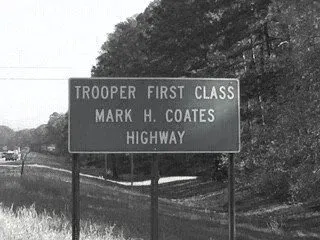 TROOPER FIRST CLASS
MARK H. COATES
HIGHWAY